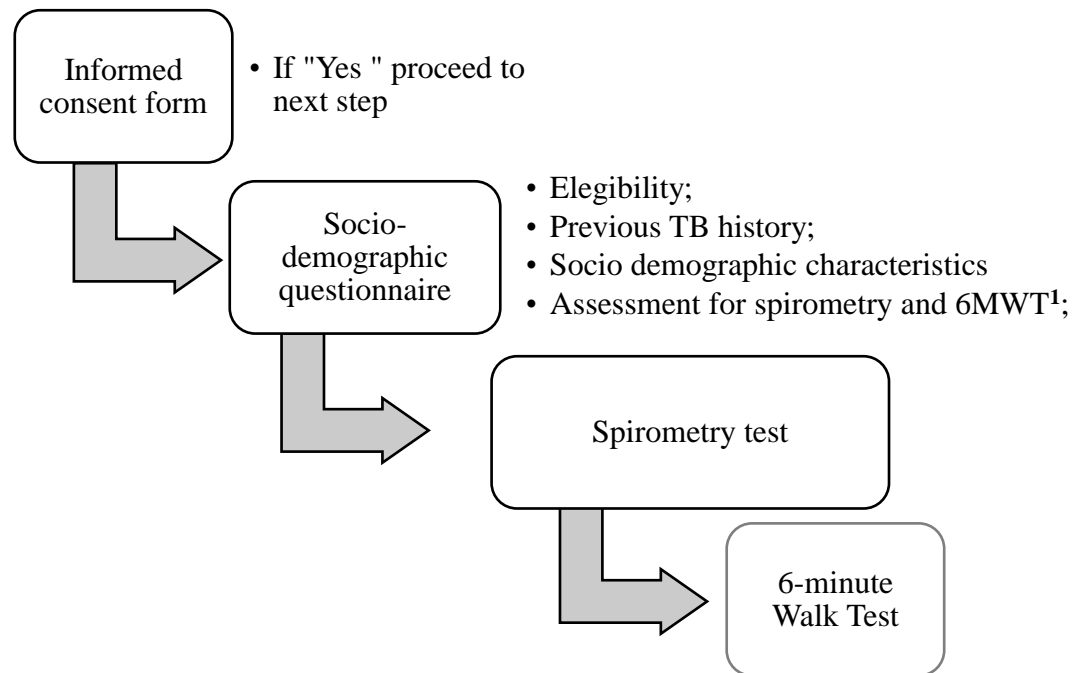 Informed
consent form
• If "Yes " proceed to
next step
Socio-
demographic
questionnaire
• Elegibility;
• Previous TB history;
• Socio demographic characteristics
• Assessment for spirometry and 6MWT¹;
Spirometry test
6-minute
Walk Test